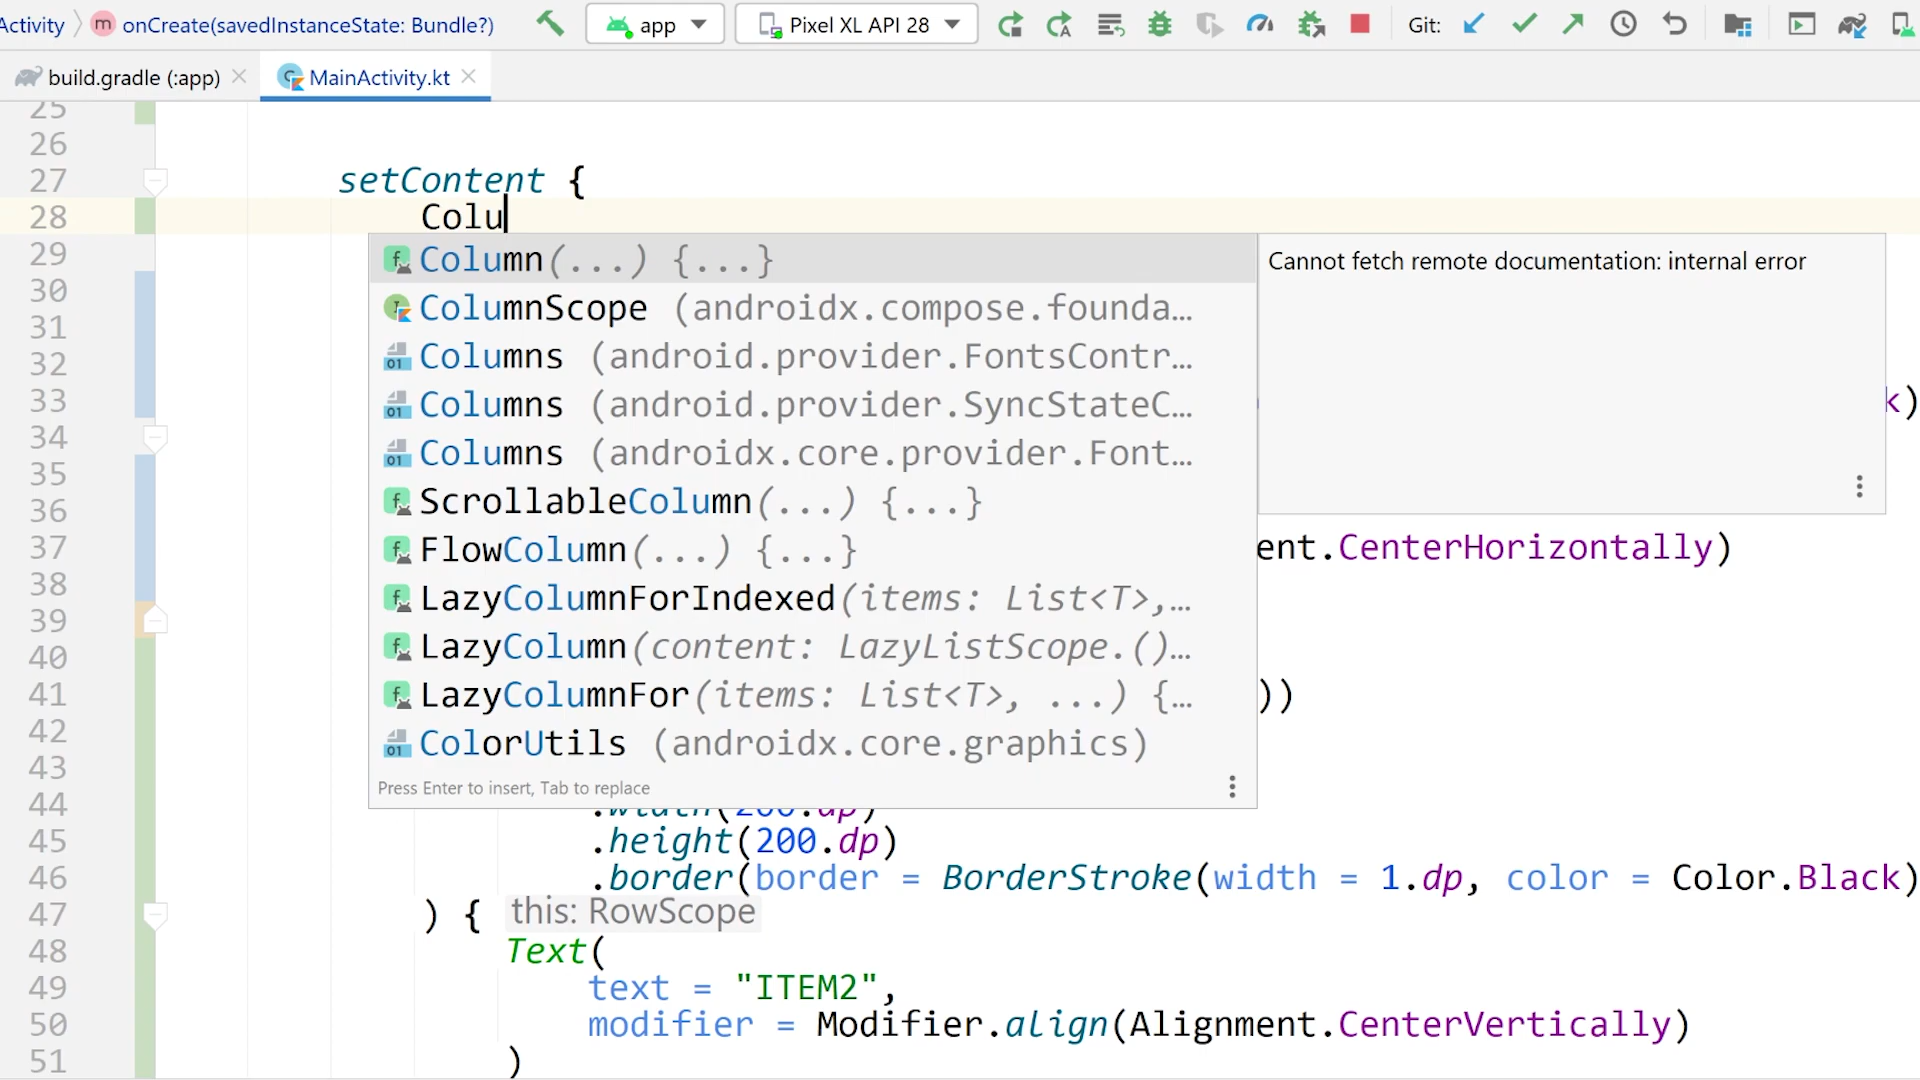 Activity
m onCreate(savedInstanceState: Bundle?)
app
Pixel XL API 28
Git:
build.gradle (:app)
MainActivity.kt
25
26
27 setContent {
28 Colu
Column(...) {...}
Cannot fetch remote documentation: internal error
29
ColumnScope (androidx.compose.founda…
30
31
Columns (android.provider.FontsContr…
32
Columns (android.provider.SyncStateC…
33 k)
34
Columns (androidx.core.provider.Font…
35
ScrollableColumn(...) {...}
36
FlowColumn(...) {...}
37 ent.CenterHorizontally)
38
LazyColumnForIndexed(items: List<T>,…
39
LazyColumn(content: LazyListScope.()…
40
41 ))
LazyColumnFor(items: List<T>, ...) {…
42
ColorUtils (androidx.core.graphics)
43
Press Enter to insert, Tab to replace
44 .width(200.dp)
45 .height(200.dp)
46 .border(border = BorderStroke(width = 1.dp, color = Color.Black)
47 ) { this: RowScope
48 Text(
49 text = "ITEM2",
50 modifier = Modifier.align(Alignment.CenterVertically)
51 )